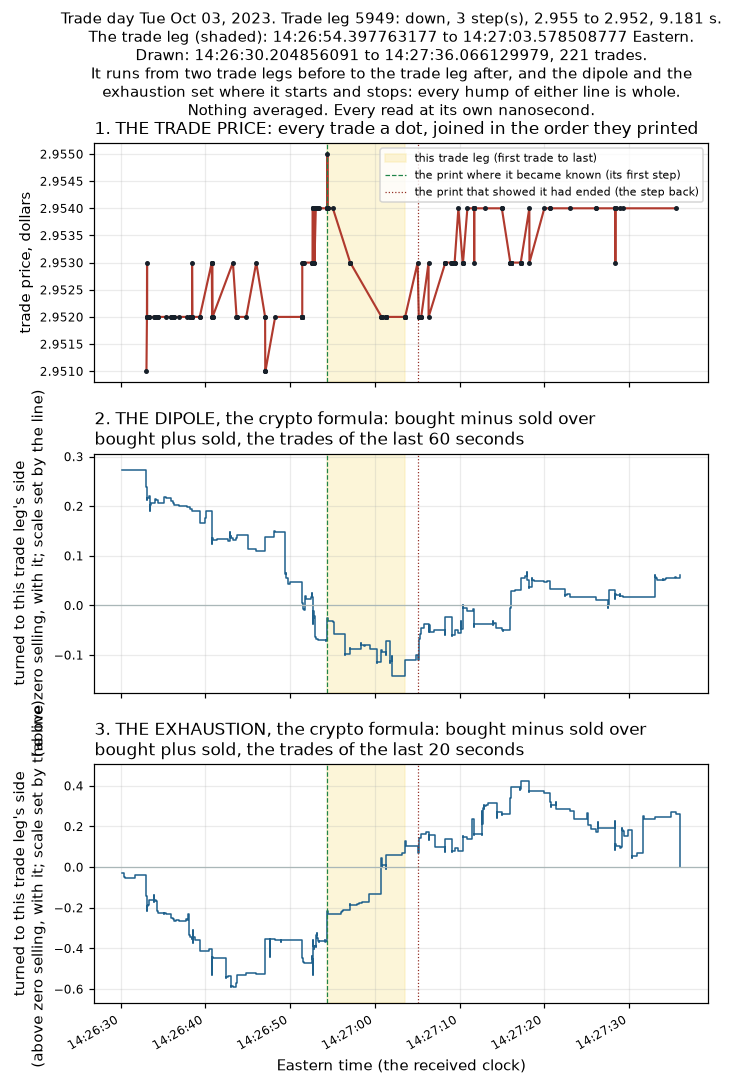 Trade day Tue Oct 03, 2023. Trade leg 5949: down, 3 step(s), 2.955 to 2.952, 9.181 s.
The trade leg (shaded): 14:26:54.397763177 to 14:27:03.578508777 Eastern.
Drawn: 14:26:30.204856091 to 14:27:36.066129979, 221 trades.
It runs from two trade legs before to the trade leg after, and the dipole and the
exhaustion set where it starts and stops: every hump of either line is whole.
Nothing averaged. Every read at its own nanosecond.
1. THE TRADE PRICE: every trade a dot, joined in the order they printed
this trade leg (first trade to last)
the print where it became known (its first step)
the print that showed it had ended (the step back)
trade price, dollars
2.9550
2.9545
2.9540
2.9535
2.9530
2.9525
2.9520
2.9515
2.9510
2. THE DIPOLE, the crypto formula: bought minus sold over
bought plus sold, the trades of the last 60 seconds
turned to this trade leg's side
(above zero selling, with it; scale set by the line)
0.3
0.2
0.1
0.0
−0.1
3. THE EXHAUSTION, the crypto formula: bought minus sold over
bought plus sold, the trades of the last 20 seconds
turned to this trade leg's side
(above zero selling, with it; scale set by the line)
0.4
0.2
0.0
−0.2
−0.4
−0.6
14:26:30
14:26:40
14:26:50
14:27:00
14:27:10
14:27:20
14:27:30
Eastern time (the received clock)